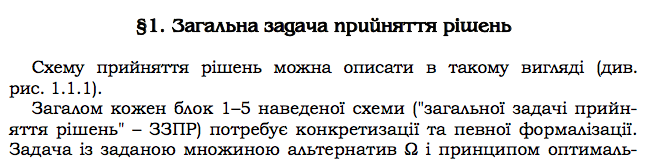 §1. Загальна задача прийняття рішень
Схему прийняття рішень можна описати в такому вигляді (див.
рис. 1.1.1).
Загалом кожен блок 1–5 наведеної схеми ("загальної задачі прийн-
яття рішень" – ЗЗПР) потребує конкретизації та певної формалізації.
Задача із заданою множиною альтернатив Ω і принципом оптималь-